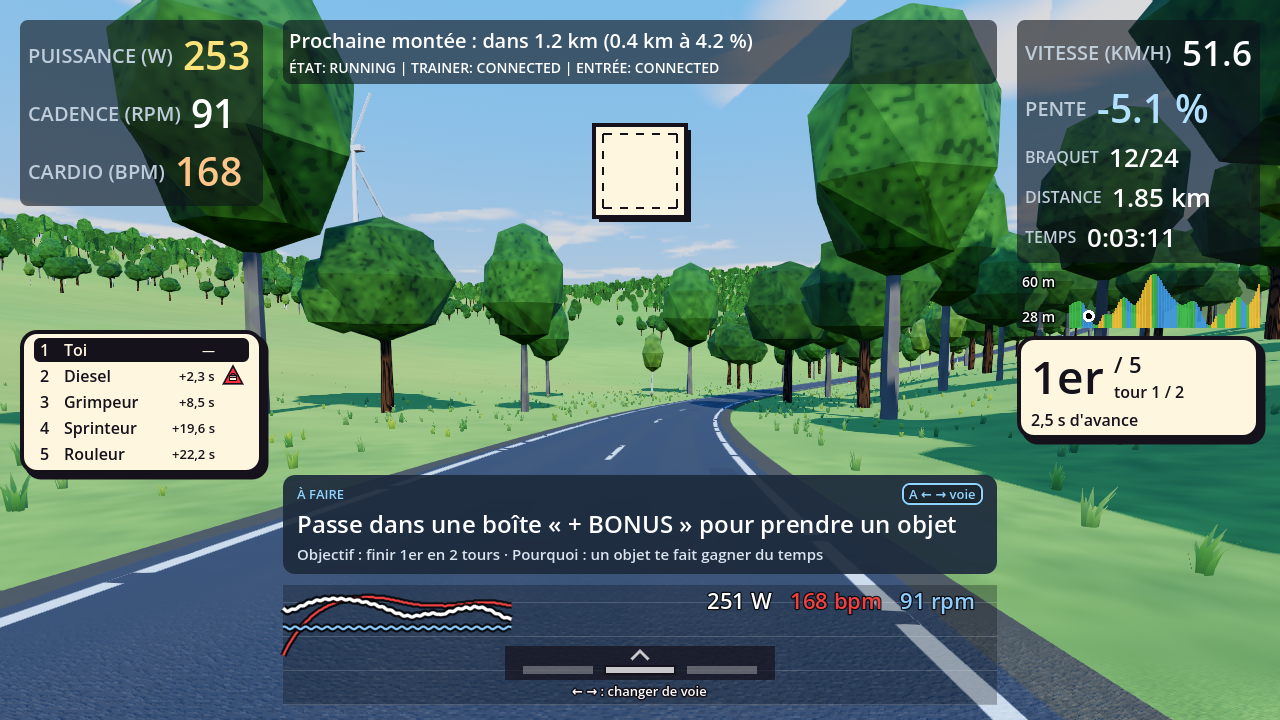 PUISSANCE (W) 253
CADENCE (RPM) 91
CARDIO (BPM) 168
Prochaine montée : dans 1.2 km (0.4 km à 4.2 %)
ÉTAT: RUNNING | TRAINER: CONNECTED | ENTRÉE: CONNECTED
VITESSE (KM/H) 51.6
PENTE -5.1 %
BRAQUET 12/24
DISTANCE 1.85 km
TEMPS 0:03:11
60 m
28 m
1 Toi —
2 Diesel +2,3 s
3 Grimpeur +8,5 s
4 Sprinteur +19,6 s
5 Rouleur +22,2 s
1er / 5
tour 1 / 2
2,5 s d'avance
À FAIRE
A ← → voie
Passe dans une boîte « + BONUS » pour prendre un objet
Objectif : finir 1er en 2 tours · Pourquoi : un objet te fait gagner du temps
251 W 168 bpm 91 rpm
← → : changer de voie